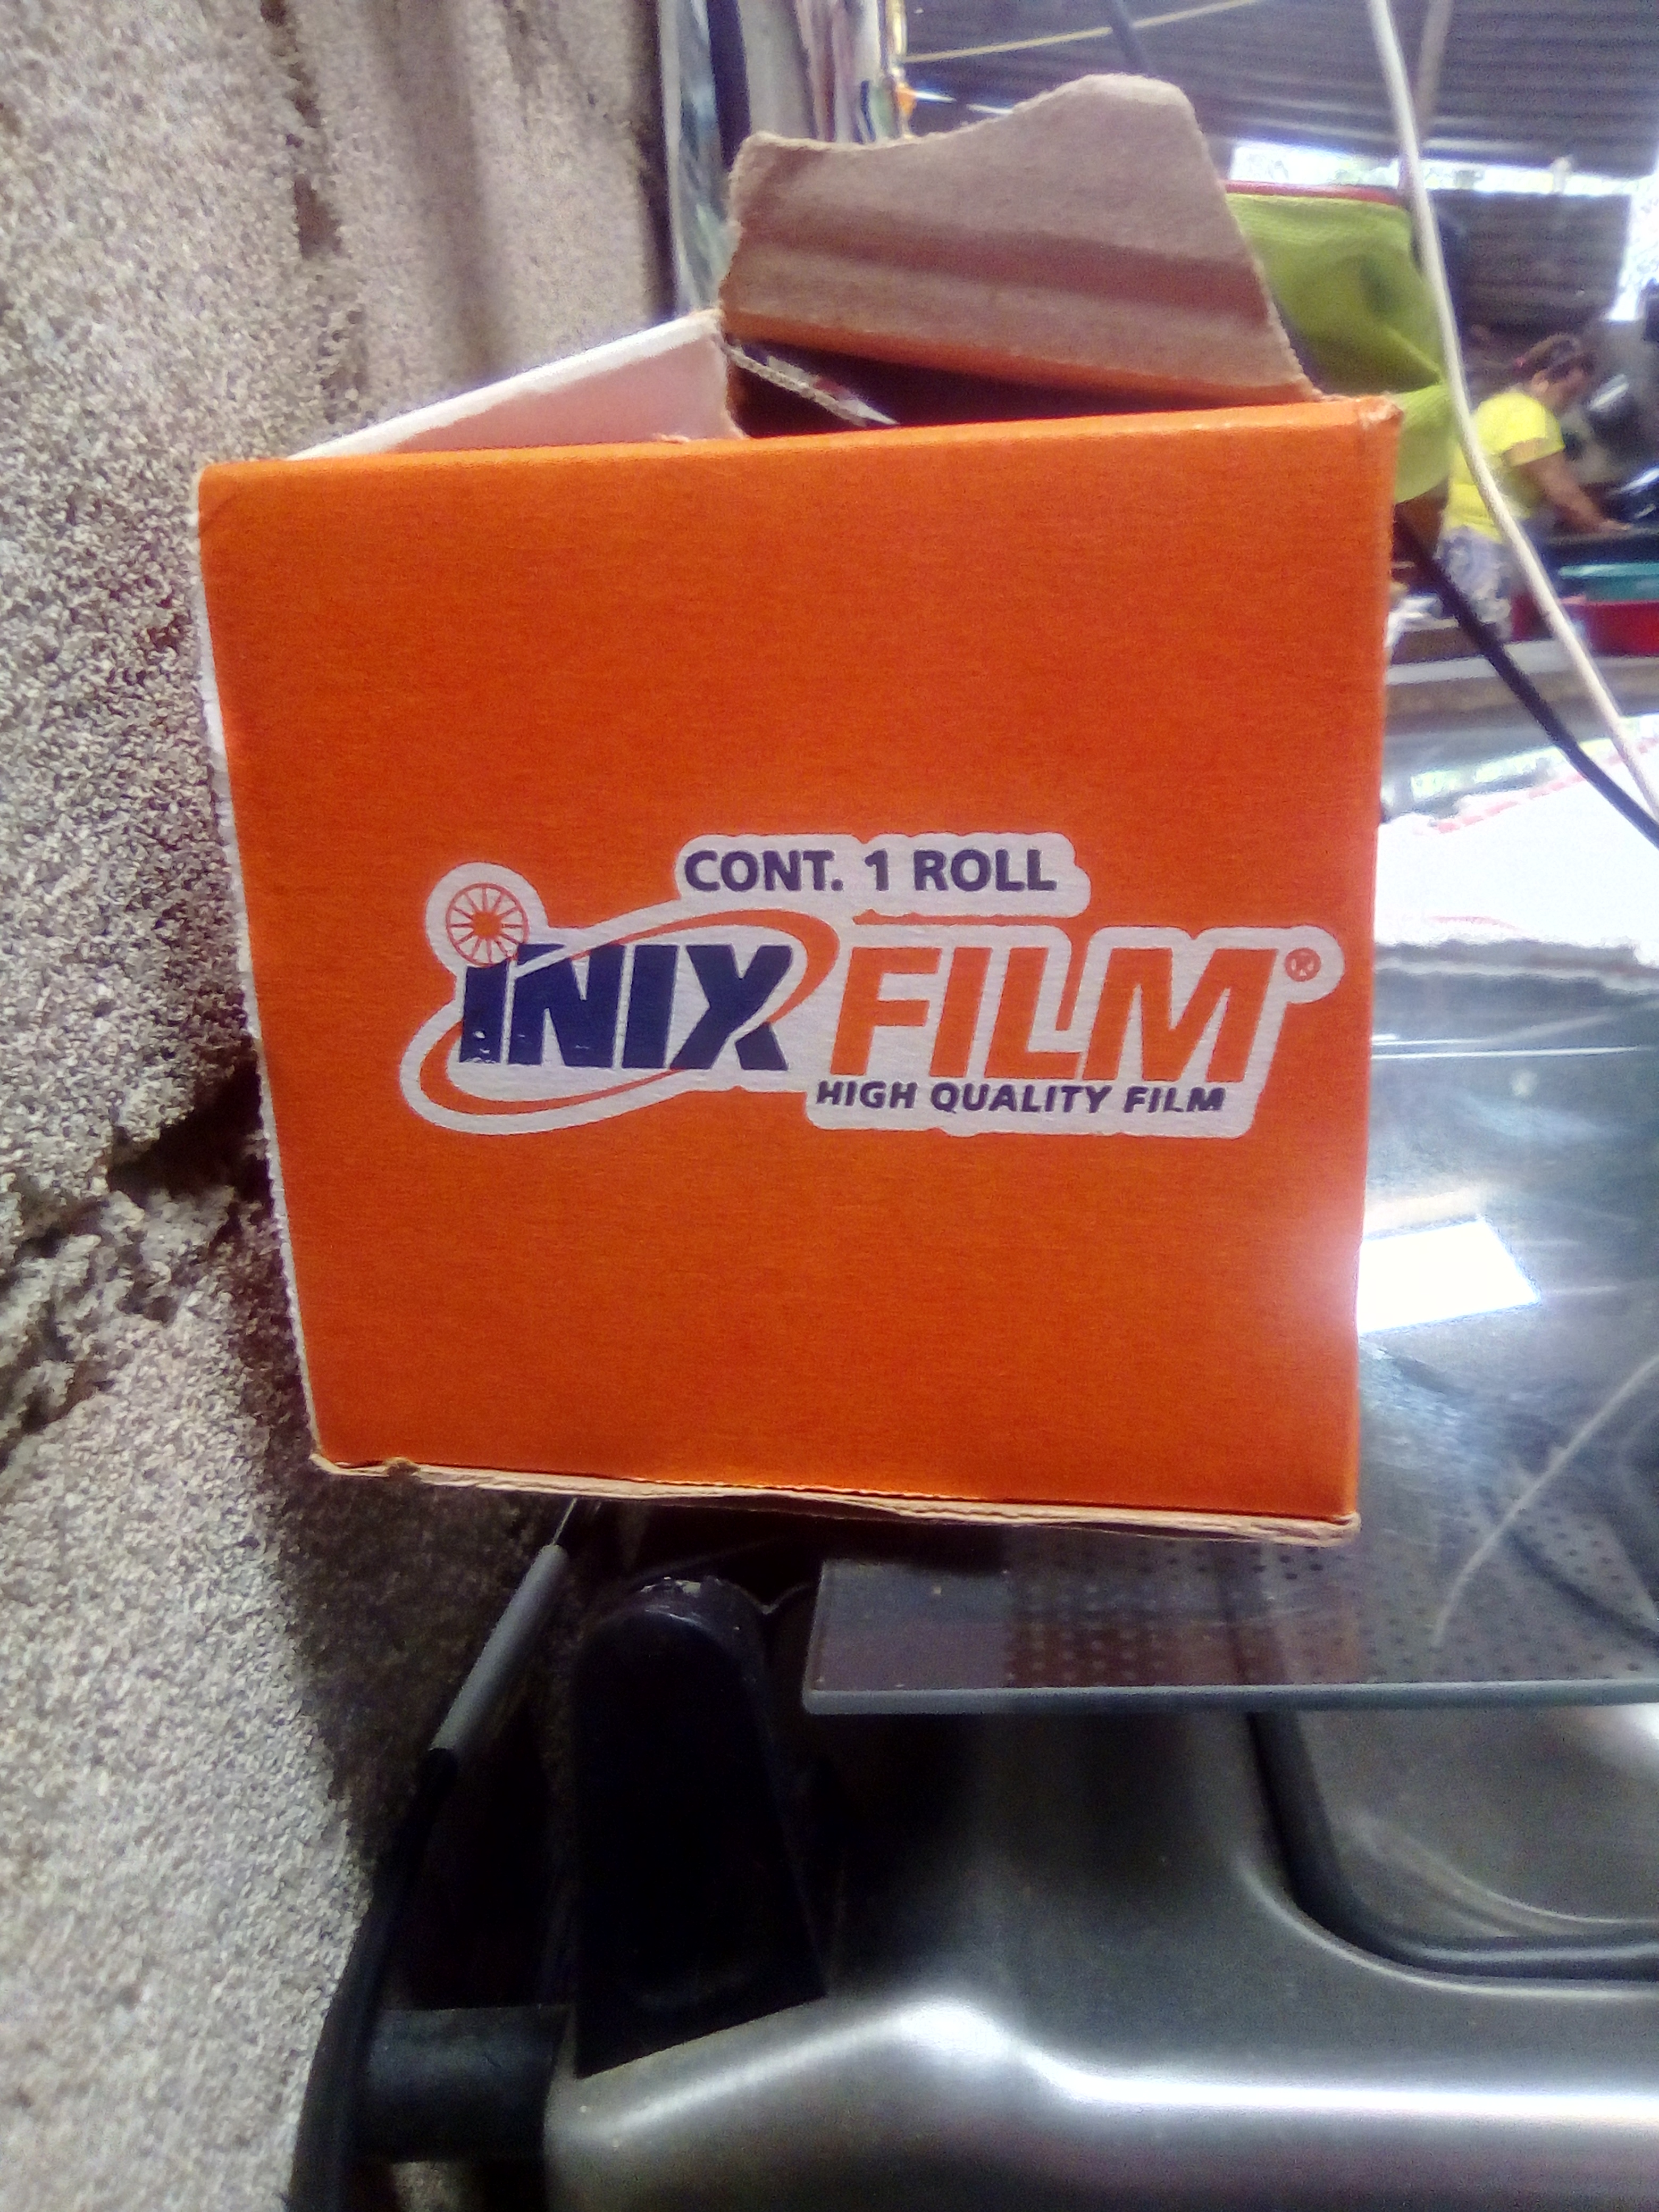 CONT. 1 ROLL
INIX FILM®
HIGH QUALITY FILM